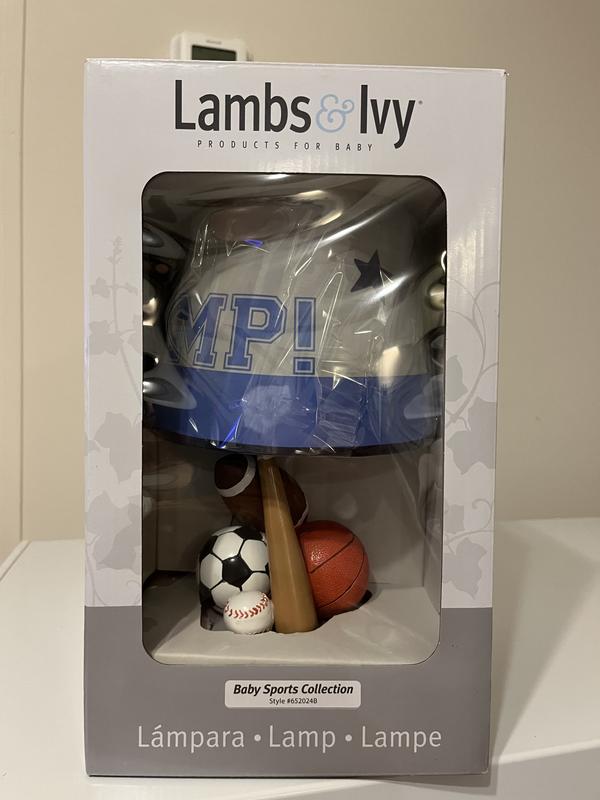 Lambs & Ivy
PRODUCTS FOR BABY
MP!
Baby Sports Collection
Style #652024B
Lámpara • Lamp • Lampe